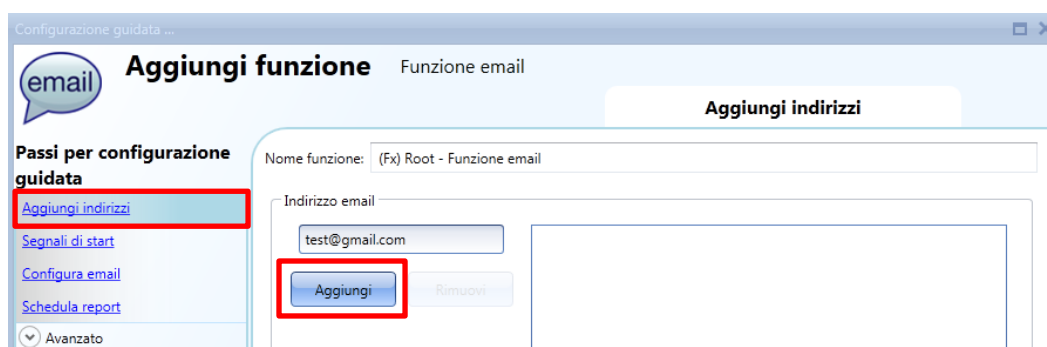 Configurazione guidata ...
email
Aggiungi funzione Funzione email
Aggiungi indirizzi
Passi per configurazione
guidata
Aggiungi indirizzi
Segnali di start
Configura email
Schedula report
Avanzato
Nome funzione: (Fx) Root - Funzione email
Indirizzo email
test@gmail.com
Aggiungi Rimuovi